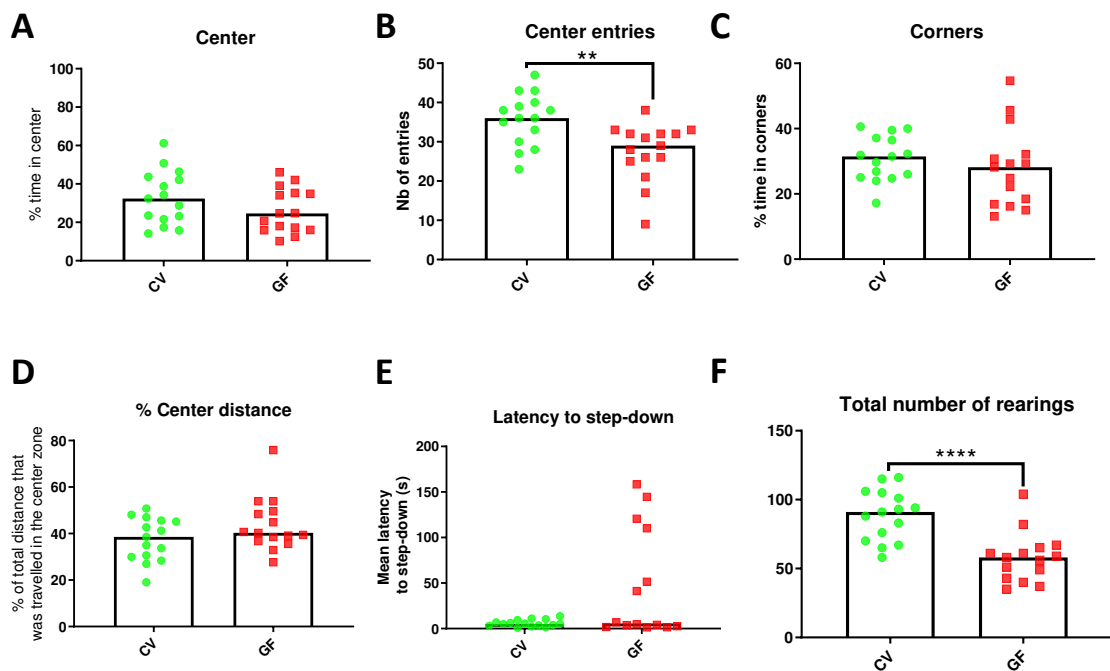 A
Center
% time in center
100
80
60
40
20
0
CV
GF
B
Center entries
**
Nb of entries
50
40
30
20
10
0
CV
GF
C
Corners
% time in corners
60
40
20
0
CV
GF
D
% Center distance
% of total distance that
was travelled in the center zone
80
60
40
20
0
CV
GF
E
Latency to step-down
Mean latency
to step-down (s)
200
150
100
50
0
CV
GF
F
Total number of rearings
****
150
100
50
0
CV
GF